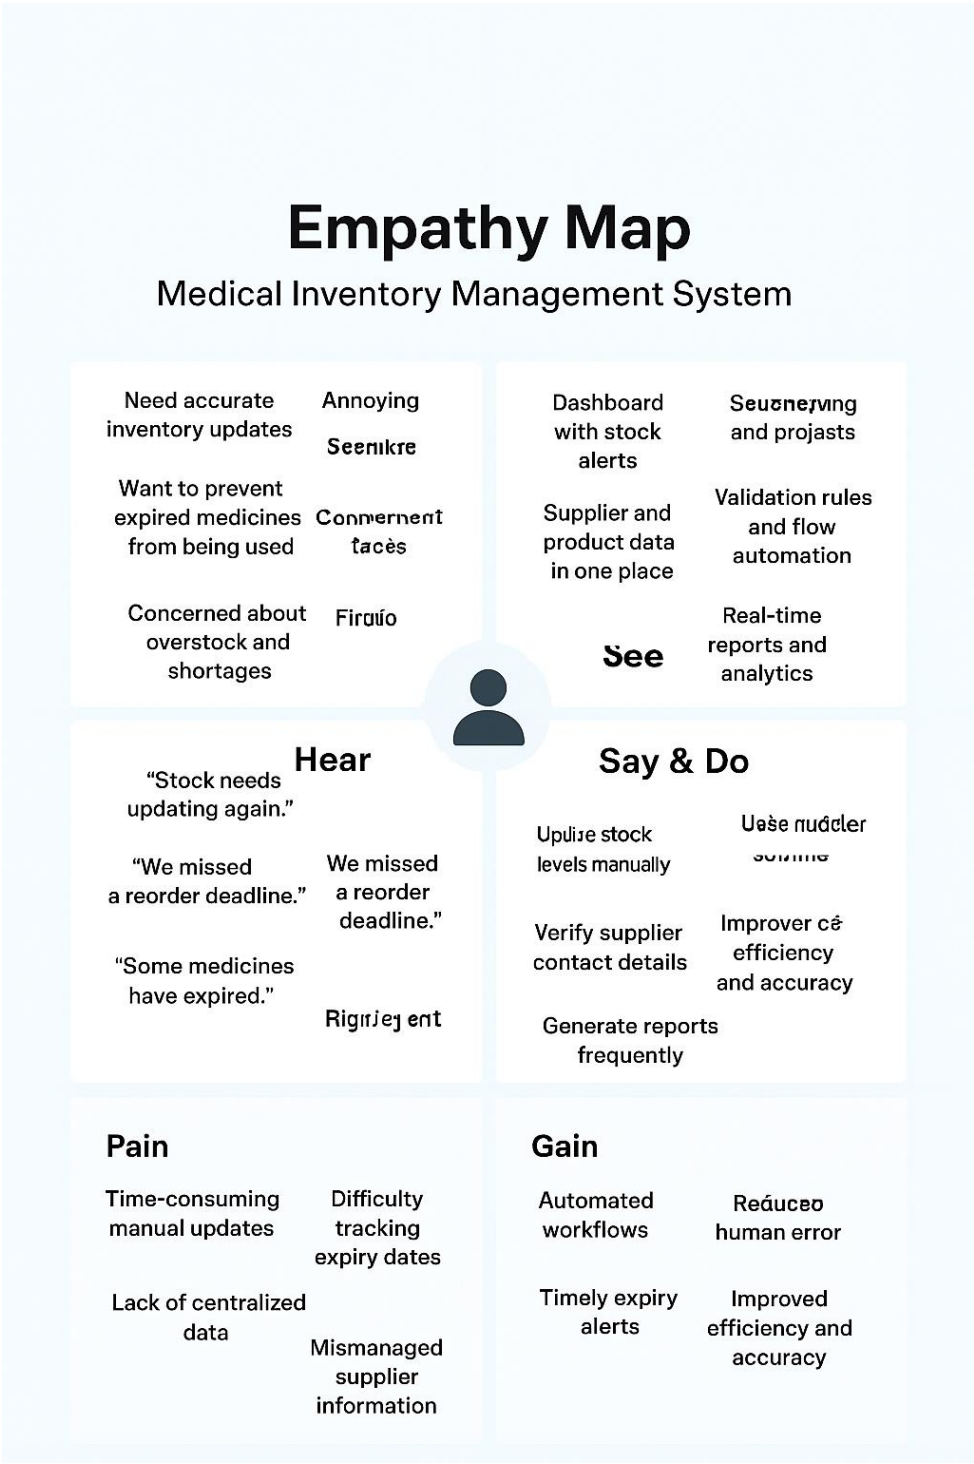 Empathy Map
Medical Inventory Management System
Need accurate
inventory updates
Want to prevent
expired medicines
from being used
Concerned about
overstock and
shortages
Annoying
Dashboard
with stock
alerts
Supplier and
product data
in one place
See
and projasts
Validation rules
and flow
automation
Real-time
reports and
analytics
Hear
“Stock needs
updating again.”
“We missed
a reorder deadline.”
“Some medicines
have expired.”
We missed
a reorder
deadline.”
Say & Do
stock
levels manually
Verify supplier
contact details
Generate reports
frequently
Improver
efficiency
and accuracy
Pain
Time-consuming
manual updates
Lack of centralized
data
Difficulty
tracking
expiry dates
Mismanaged
supplier
information
Gain
Automated
workflows
Timely expiry
alerts
human error
Improved
efficiency and
accuracy